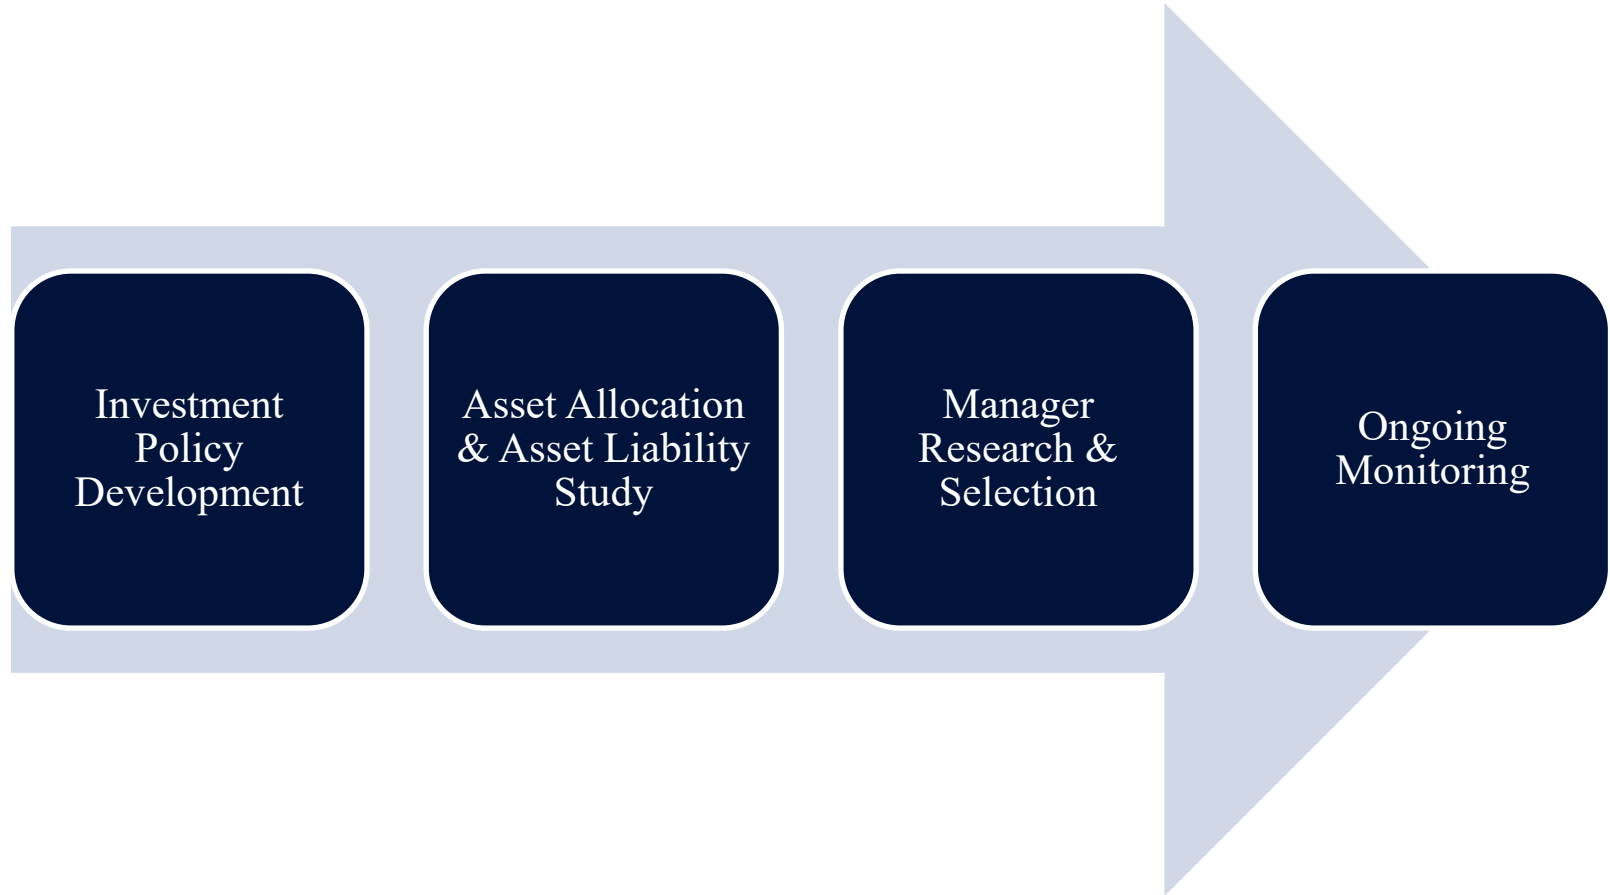 Investment
Policy
Development
Asset Allocation
& Asset Liability
Study
Manager
Research &
Selection
Ongoing
Monitoring